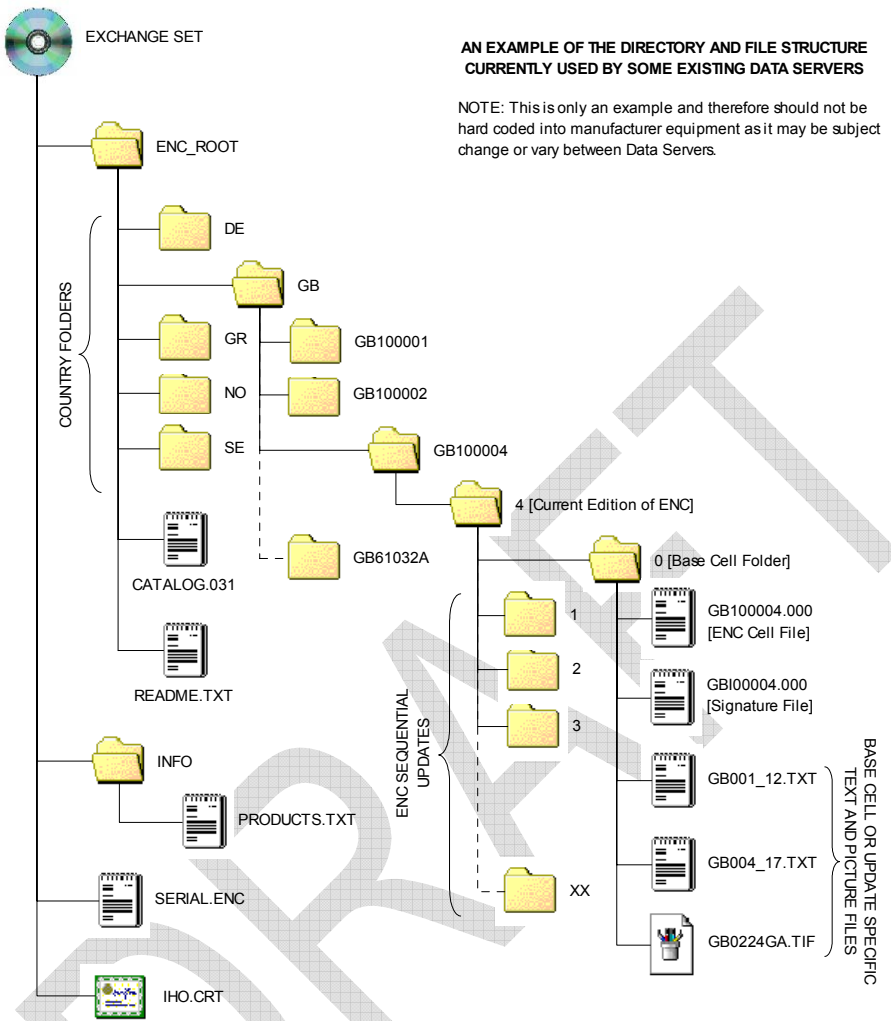 EXCHANGE SET
AN EXAMPLE OF THE DIRECTORY AND FILE STRUCTURE
CURRENTLY USED BY SOME EXISTING DATA SERVERS
NOTE: This is only an example and therefore should not be
hard coded into manufacturer equipment as it may be subject
change or vary between Data Servers.
ENC_ROOT
COUNTRY FOLDERS
DE
GB
GR
GB100001
NO
GB100002
SE
GB100004
4 [Current Edition of ENC]
CATALOG.031
GB61032A
0 [Base Cell Folder]
README.TXT
ENC SEQUENTIAL
UPDATES
1
2
3
XX
GB100004.000
[ENC Cell File]
GBI00004.000
[Signature File]
GB001_12.TXT
GB004_17.TXT
GB0224GA.TIF
BASE CELL OR UPDATE SPECIFIC
TEXT AND PICTURE FILES
INFO
PRODUCTS.TXT
SERIAL.ENC
IHO.CRT
DRAFT